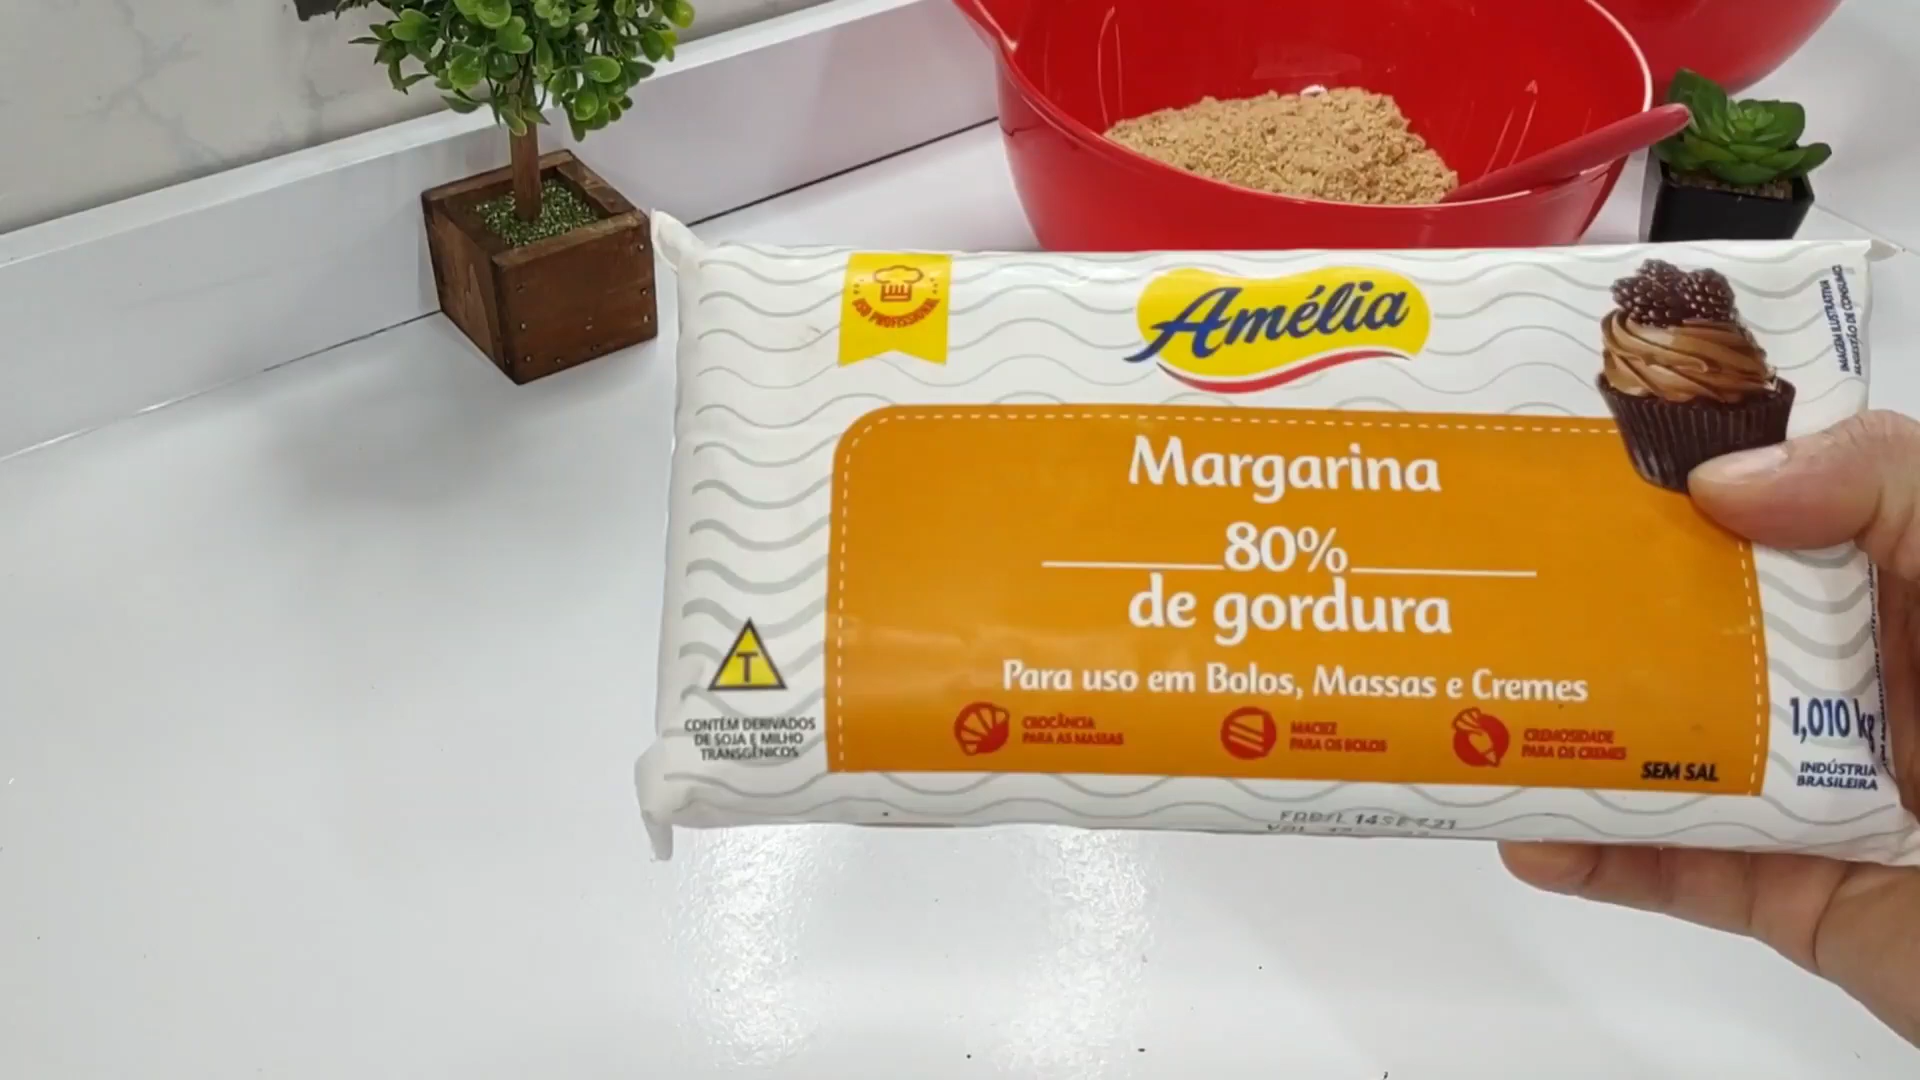 USO PROFISSIONAL
Amélia
IMAGEM ILUSTRATIVA
SUGESTÃO DE CONSUMO
Margarina
80%
de gordura
Para uso em Bolos, Massas e Cremes
CROCÂNCIA
PARA AS MASSAS
MACIEZ
PARA OS BOLOS
CREMOSIDADE
PARA OS CREMES
SEM SAL
T
CONTÉM DERIVADOS
DE SOJA E MILHO
TRANSGÊNICOS
1,010 kg
INDÚSTRIA
BRASILEIRA